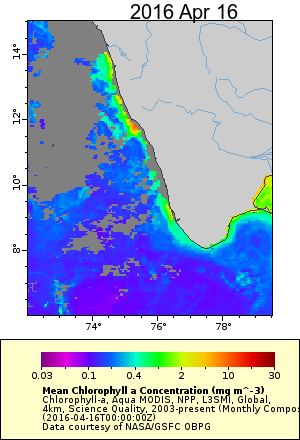 2016 Apr 16
14°
12°
10°
8°
74° 76° 78°
0.03 0.1 0.4 2 10 30
Mean Chlorophyll a Concentration (mg m^-3)
Chlorophyll-a, Aqua MODIS, NPP, L3SMI, Global,
4km, Science Quality, 2003-present (Monthly Compos
(2016-04-16T00:00:00Z)
Data courtesy of NASA/GSFC OBPG